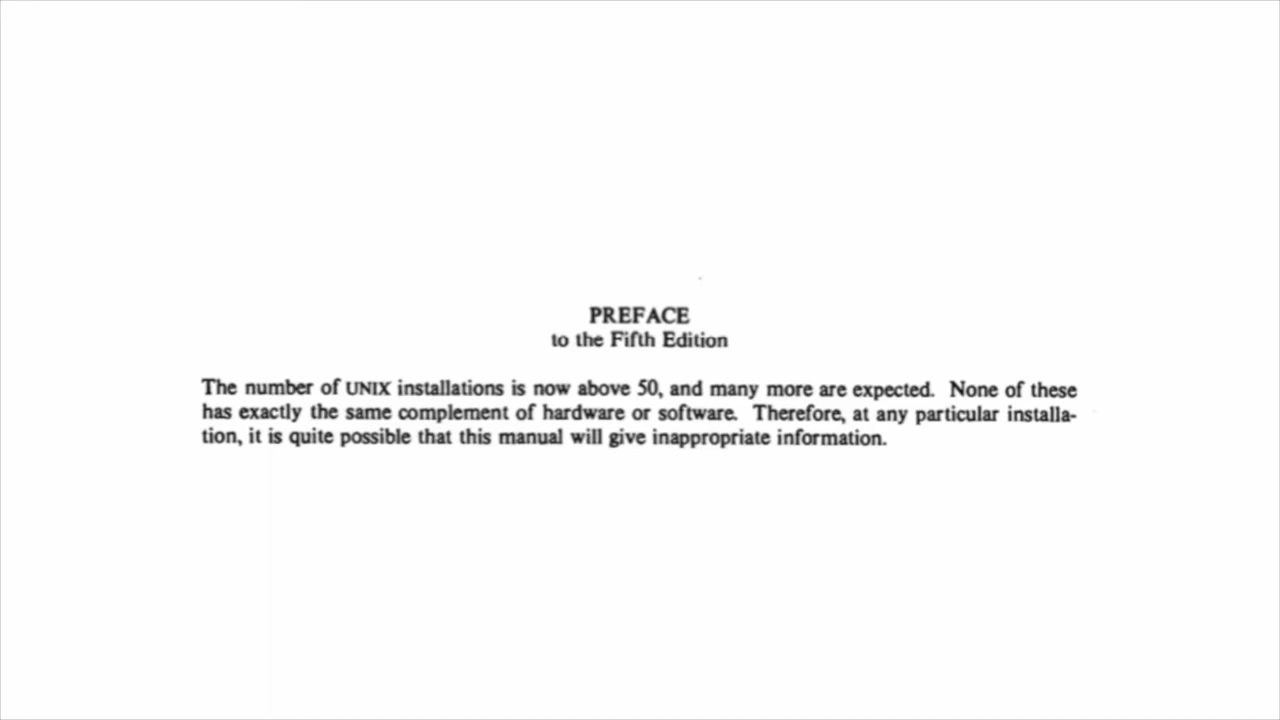 PREFACE
to the Fifth Edition
The number of UNIX installations is now above 50, and many more are expected. None of these
has exactly the same complement of hardware or software. Therefore, at any particular installa-
tion, it is quite possible that this manual will give inappropriate information.